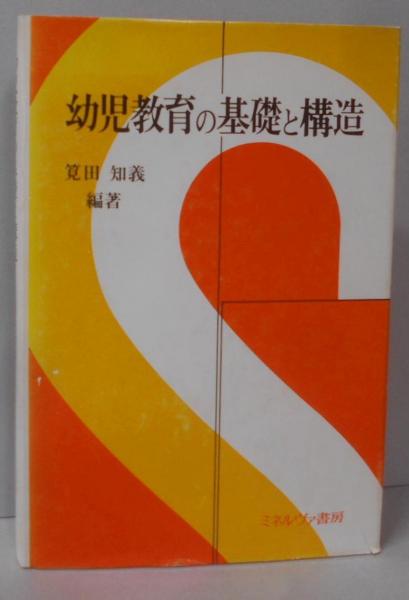 幼児教育の基礎と構造
筧田 知義
編著
ミネルヴァ書房